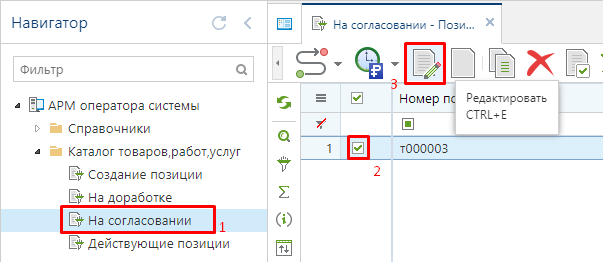 Навигатор
Фильтр
АРМ оператора системы
Справочники
Каталог товаров,работ,услуг
Создание позиции
На доработке
На согласовании 1
Действующие позиции
На согласовании - Пози...
3
Редактировать
CTRL+E
Номер по
1 т000003
2